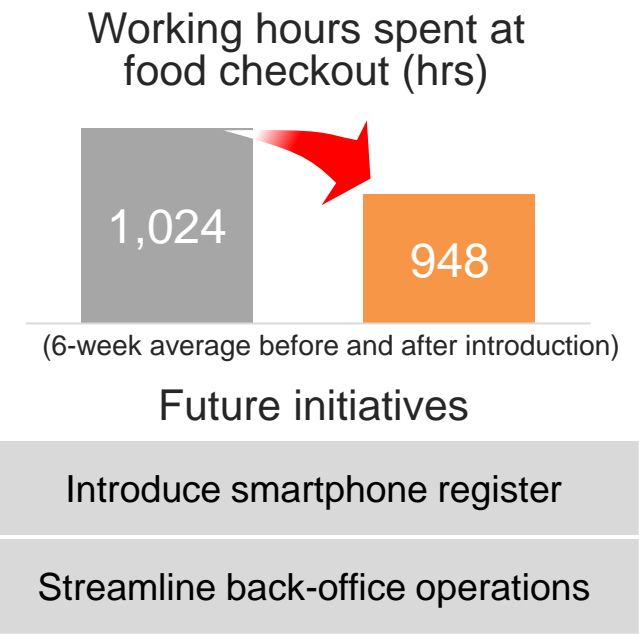 Working hours spent at
food checkout (hrs)
1,024
948
(6-week average before and after introduction)
Future initiatives
Introduce smartphone register
Streamline back-office operations